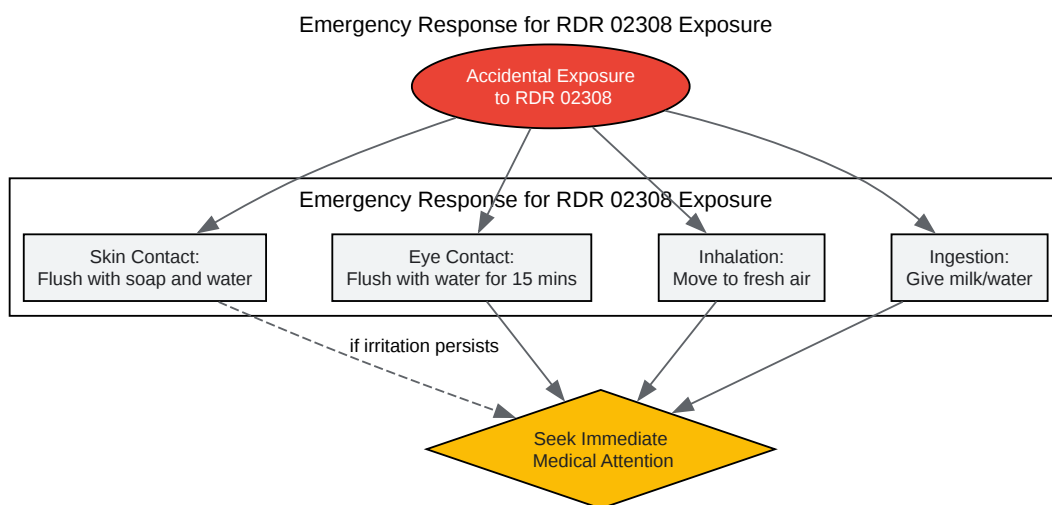 Emergency Response for RDR 02308 Exposure
Accidental Exposure
to RDR 02308
Emergency Response for RDR 02308 Exposure
Skin Contact:
Flush with soap and water
Eye Contact:
Flush with water for 15 mins
Inhalation:
Move to fresh air
Ingestion:
Give milk/water
if irritation persists
Seek Immediate
Medical Attention